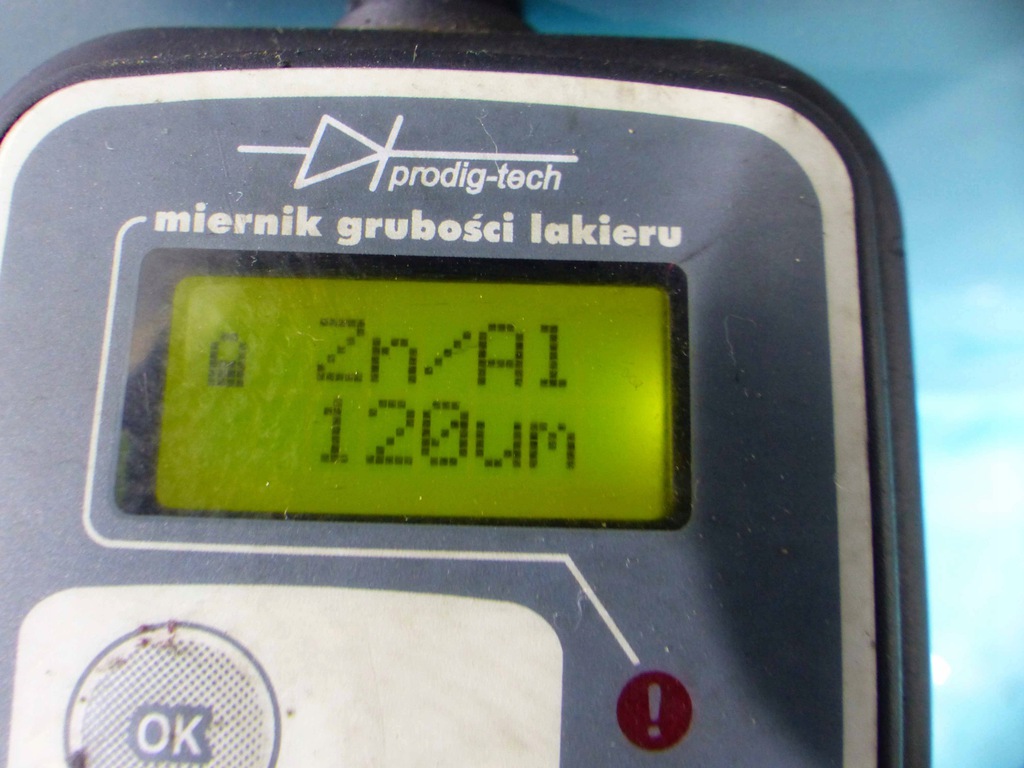 prodig-tech
miernik grubości lakieru
Zn/Al
120um
OK
!